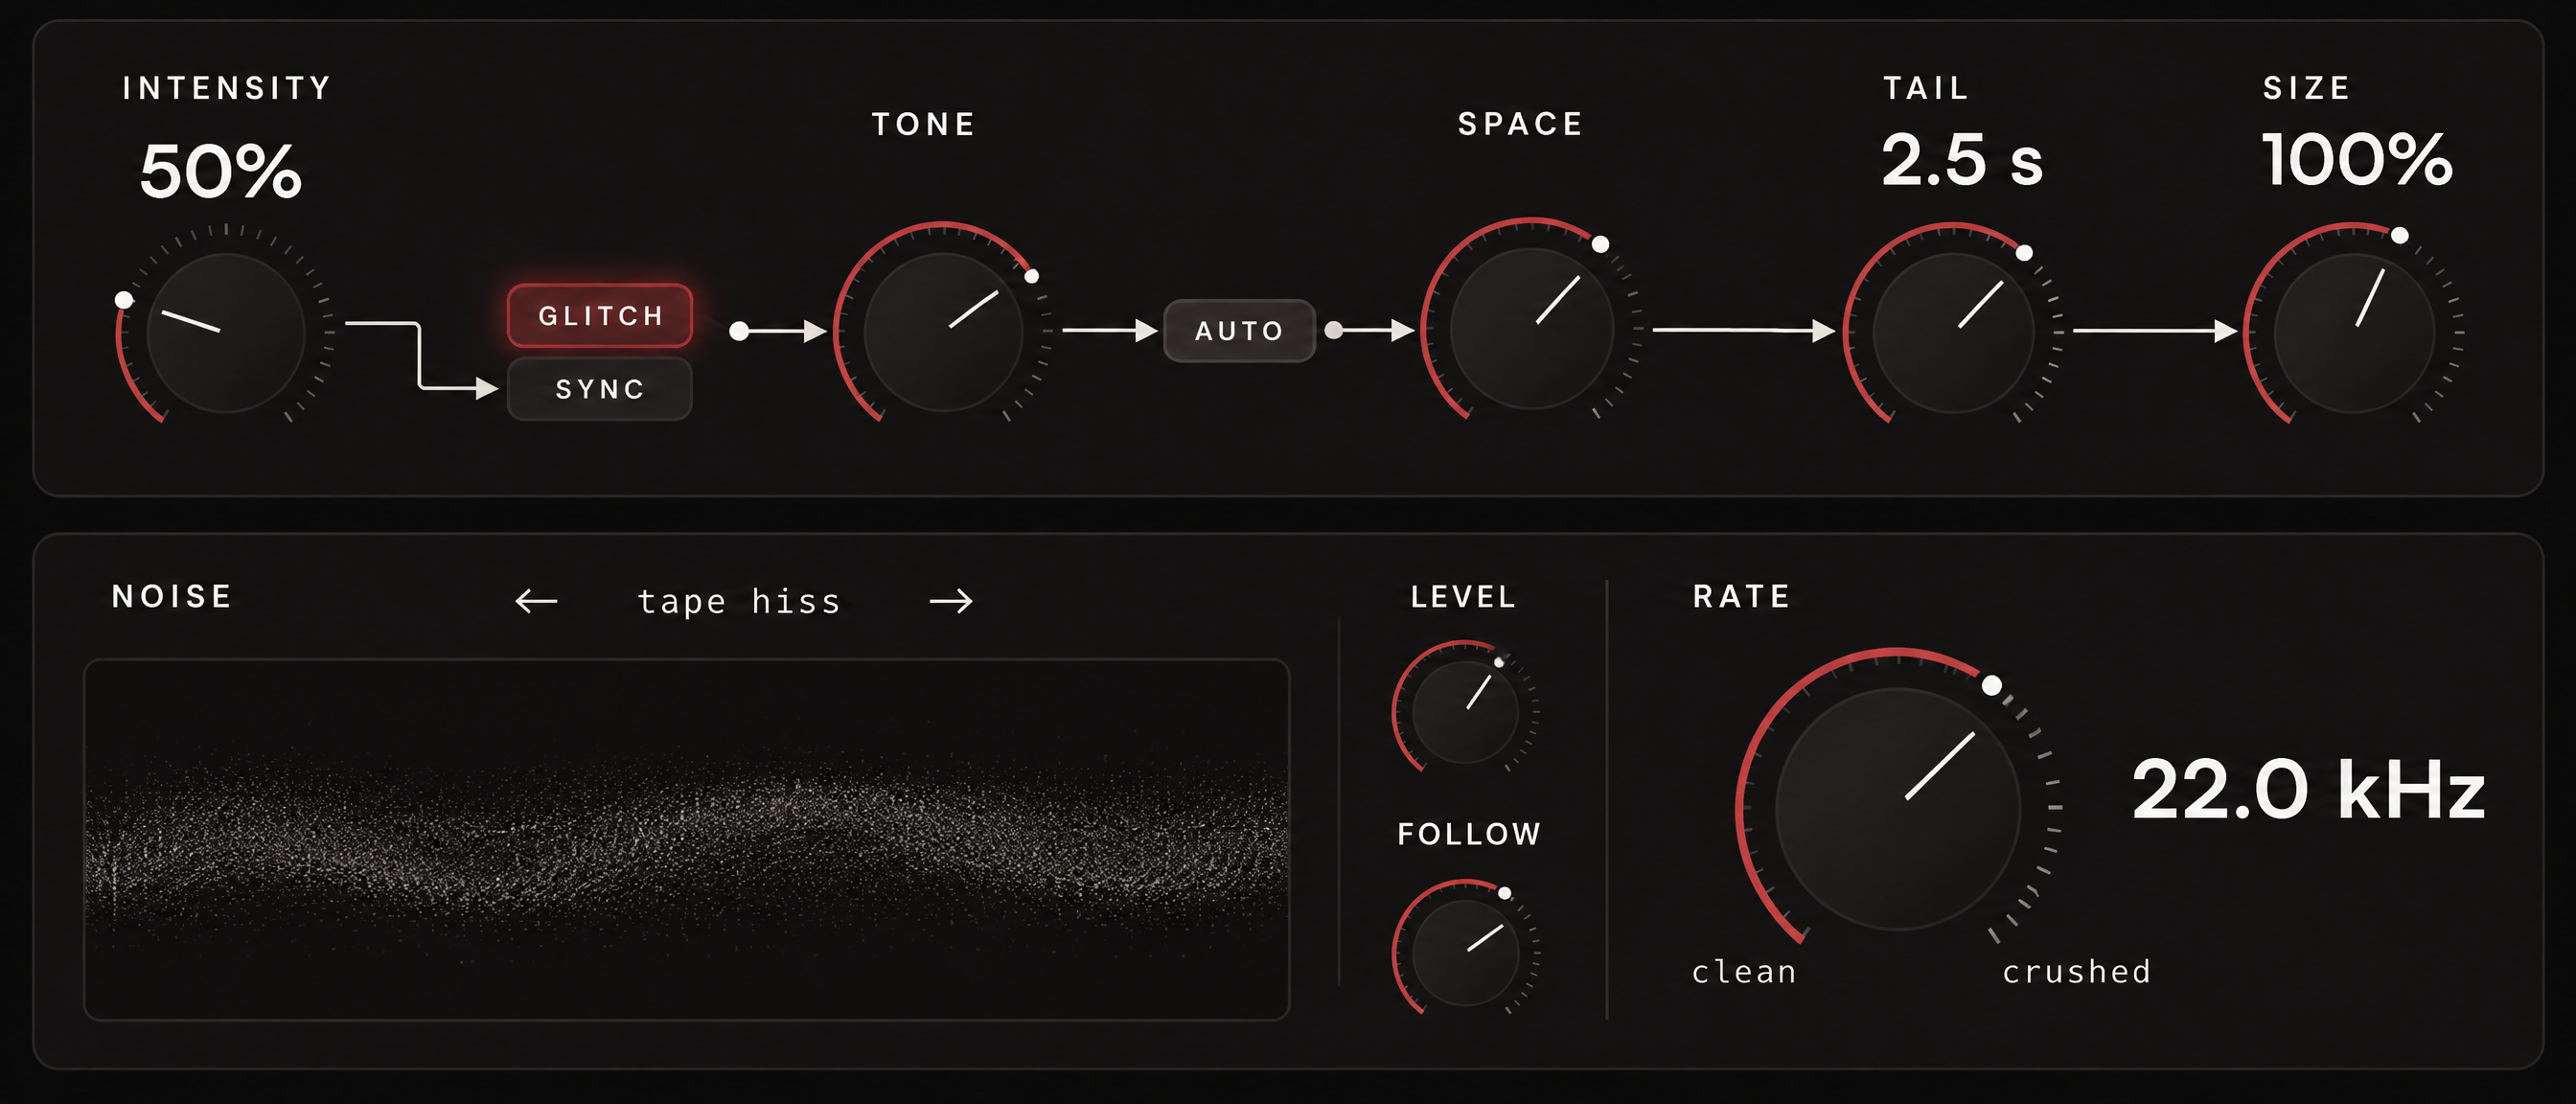 INTENSITY
50%
GLITCH
SYNC
TONE
AUTO
SPACE
TAIL
2.5 s
SIZE
100%
NOISE
← tape hiss →
LEVEL
FOLLOW
RATE
22.0 kHz
clean
crushed